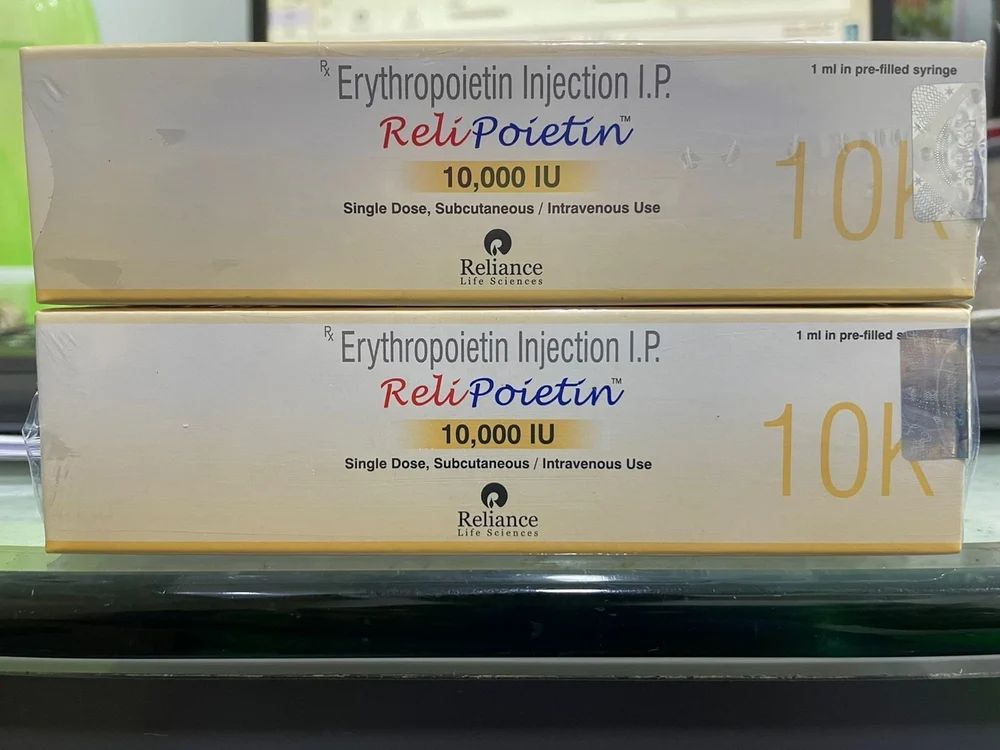 Rx Erythropoietin Injection I.P.
1 ml in pre-filled syringe
ReliPoietin™
10,000 IU
10K
Single Dose, Subcutaneous / Intravenous Use
Reliance
Life Sciences
Rx Erythropoietin Injection I.P.
1 ml in pre-filled
ReliPoietin™
10,000 IU
10K
Single Dose, Subcutaneous / Intravenous Use
Reliance
Life Sciences